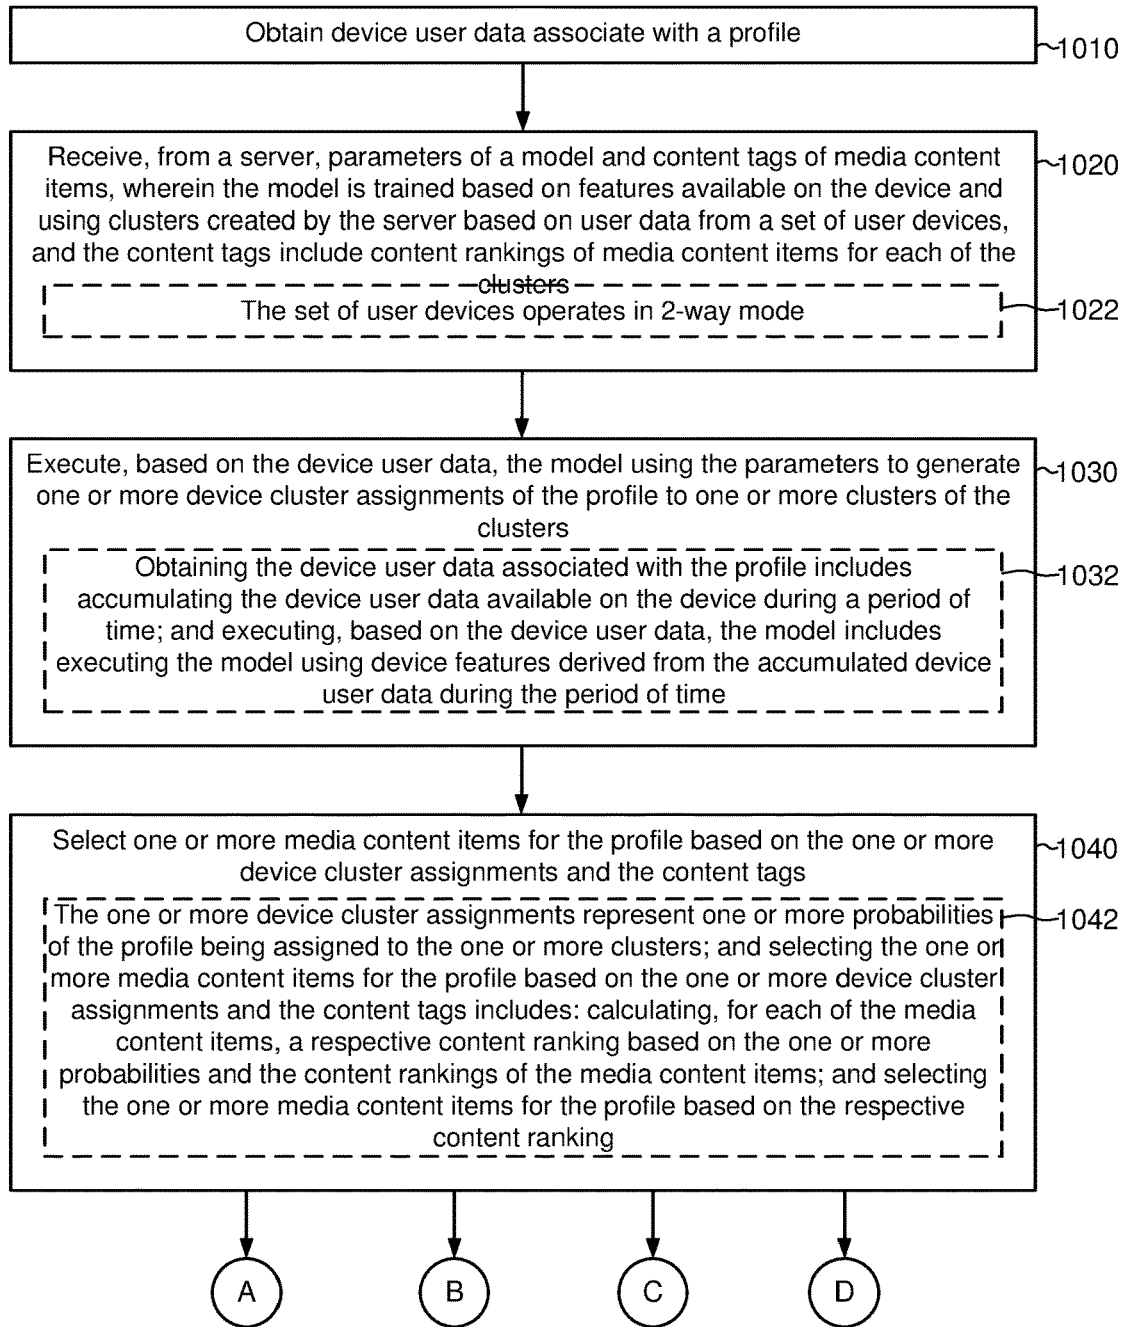 Obtain device user data associate with a profile
1010
Receive, from a server, parameters of a model and content tags of media content
items, wherein the model is trained based on features available on the device and
using clusters created by the server based on user data from a set of user devices,
and the content tags include content rankings of media content items for each of the
clusters
1020
The set of user devices operates in 2-way mode
1022
Execute, based on the device user data, the model using the parameters to generate
one or more device cluster assignments of the profile to one or more clusters of the
clusters
1030
Obtaining the device user data associated with the profile includes
accumulating the device user data available on the device during a period of
time; and executing, based on the device user data, the model includes
executing the model using device features derived from the accumulated device
user data during the period of time
1032
Select one or more media content items for the profile based on the one or more
device cluster assignments and the content tags
1040
The one or more device cluster assignments represent one or more probabilities
of the profile being assigned to the one or more clusters; and selecting the one or
more media content items for the profile based on the one or more device cluster
assignments and the content tags includes: calculating, for each of the media
content items, a respective content ranking based on the one or more
probabilities and the content rankings of the media content items; and selecting
the one or more media content items for the profile based on the respective
content ranking
1042
A
B
C
D